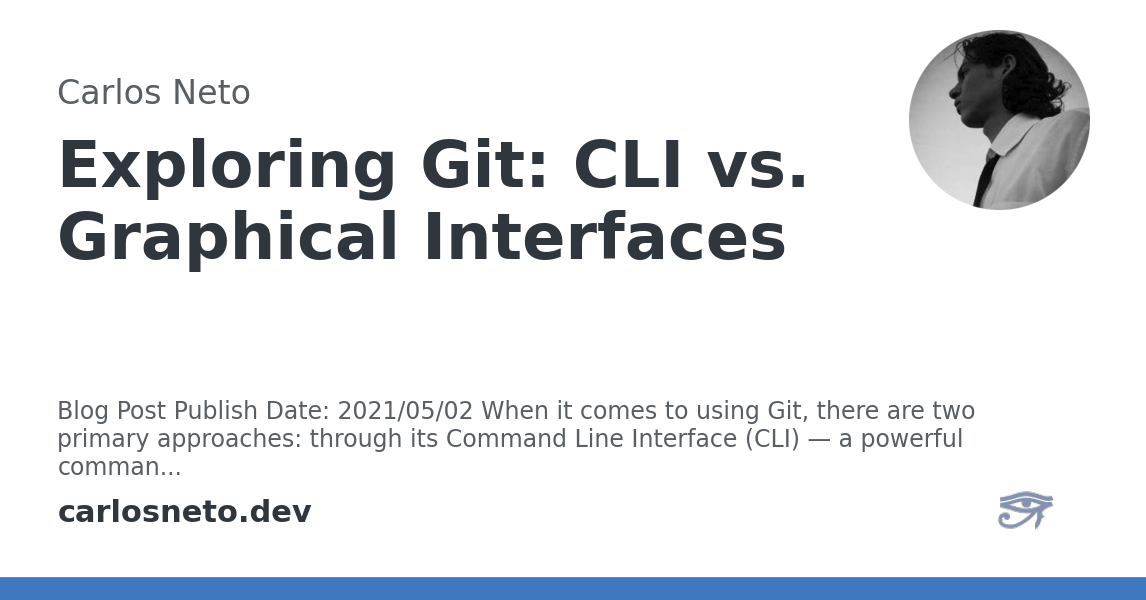 Carlos Neto
Exploring Git: CLI vs.
Graphical Interfaces
Blog Post Publish Date: 2021/05/02 When it comes to using Git, there are two
primary approaches: through its Command Line Interface (CLI) — a powerful
comman...
carlosneto.dev